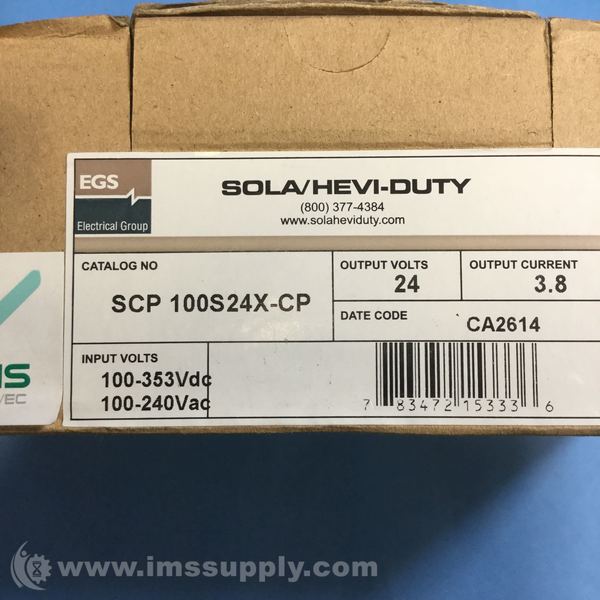 EGS
Electrical Group
SOLA/HEVI-DUTY
(800) 377-4384
www.solaheviduty.com
CATALOG NO
SCP 100S24X-CP
OUTPUT VOLTS
24
OUTPUT CURRENT
3.8
DATE CODE
CA2614
INPUT VOLTS
100-353Vdc
100-240Vac
7 83472 15333 6
/EC
www.imssupply.com